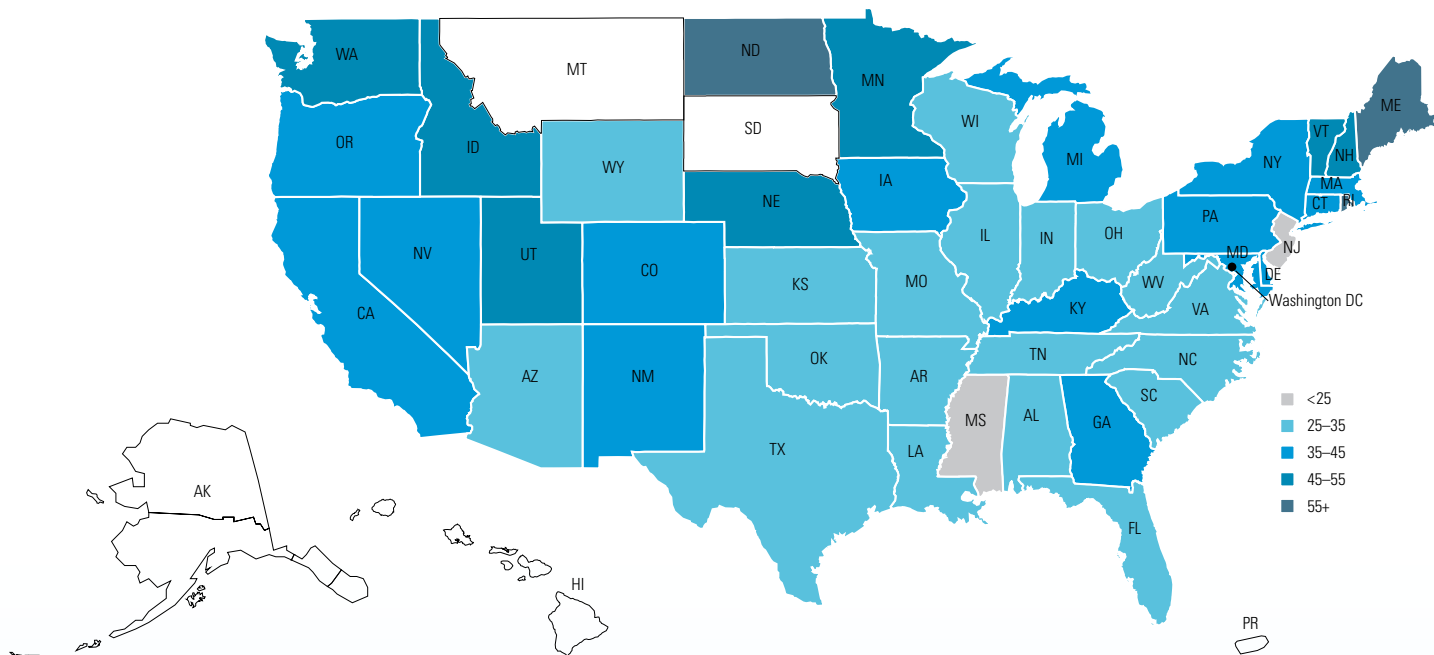 WA
MT
ND
MN
ME
OR
ID
SD
WI
VT
NH
WY
MI
NY
MA
IA
CT
RI
NE
PA
NV
UT
CO
IL
IN
OH
MD
NJ
DE
KS
MO
WV
Washington DC
CA
KY
VA
AZ
NM
OK
AR
TN
NC
SC
<25
TX
LA
MS
AL
GA
25–35
35–45
45–55
55+
AK
FL
HI
PR